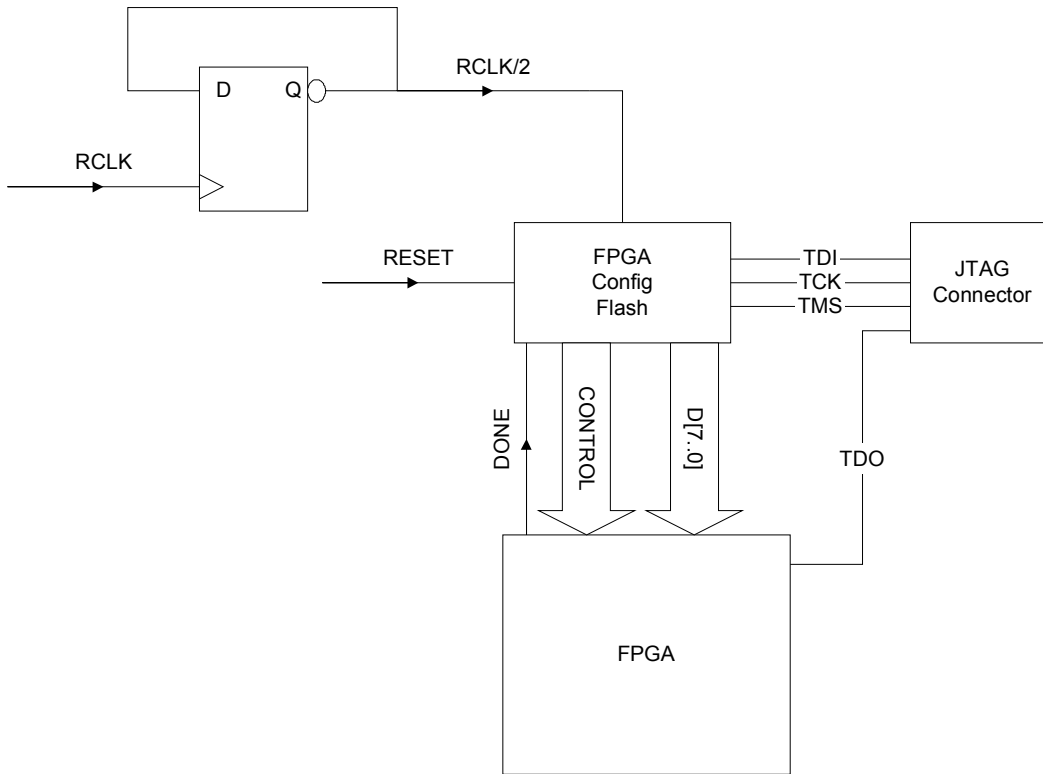 RCLK/2
D
Q
RCLK
RESET
FPGA
Config
Flash
TDI
TCK
TMS
JTAG
Connector
DONE
CONTROL
D[7..0]
TDO
FPGA